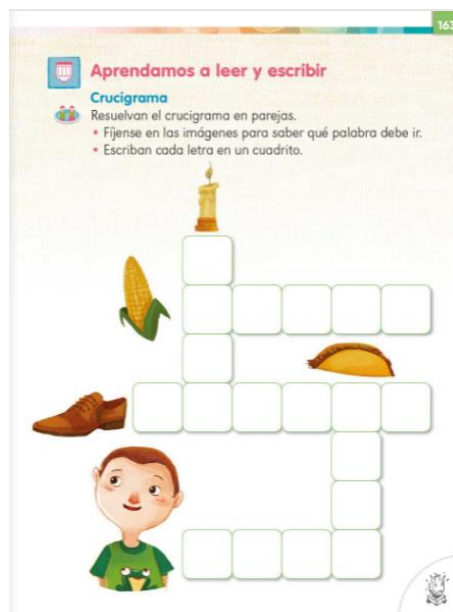 163
Aprendamos a leer y escribir
Crucigrama
Resuelvan el crucigrama en parejas.
• Fíjense en las imágenes para saber qué palabra debe ir.
• Escriban cada letra en un cuadrito.